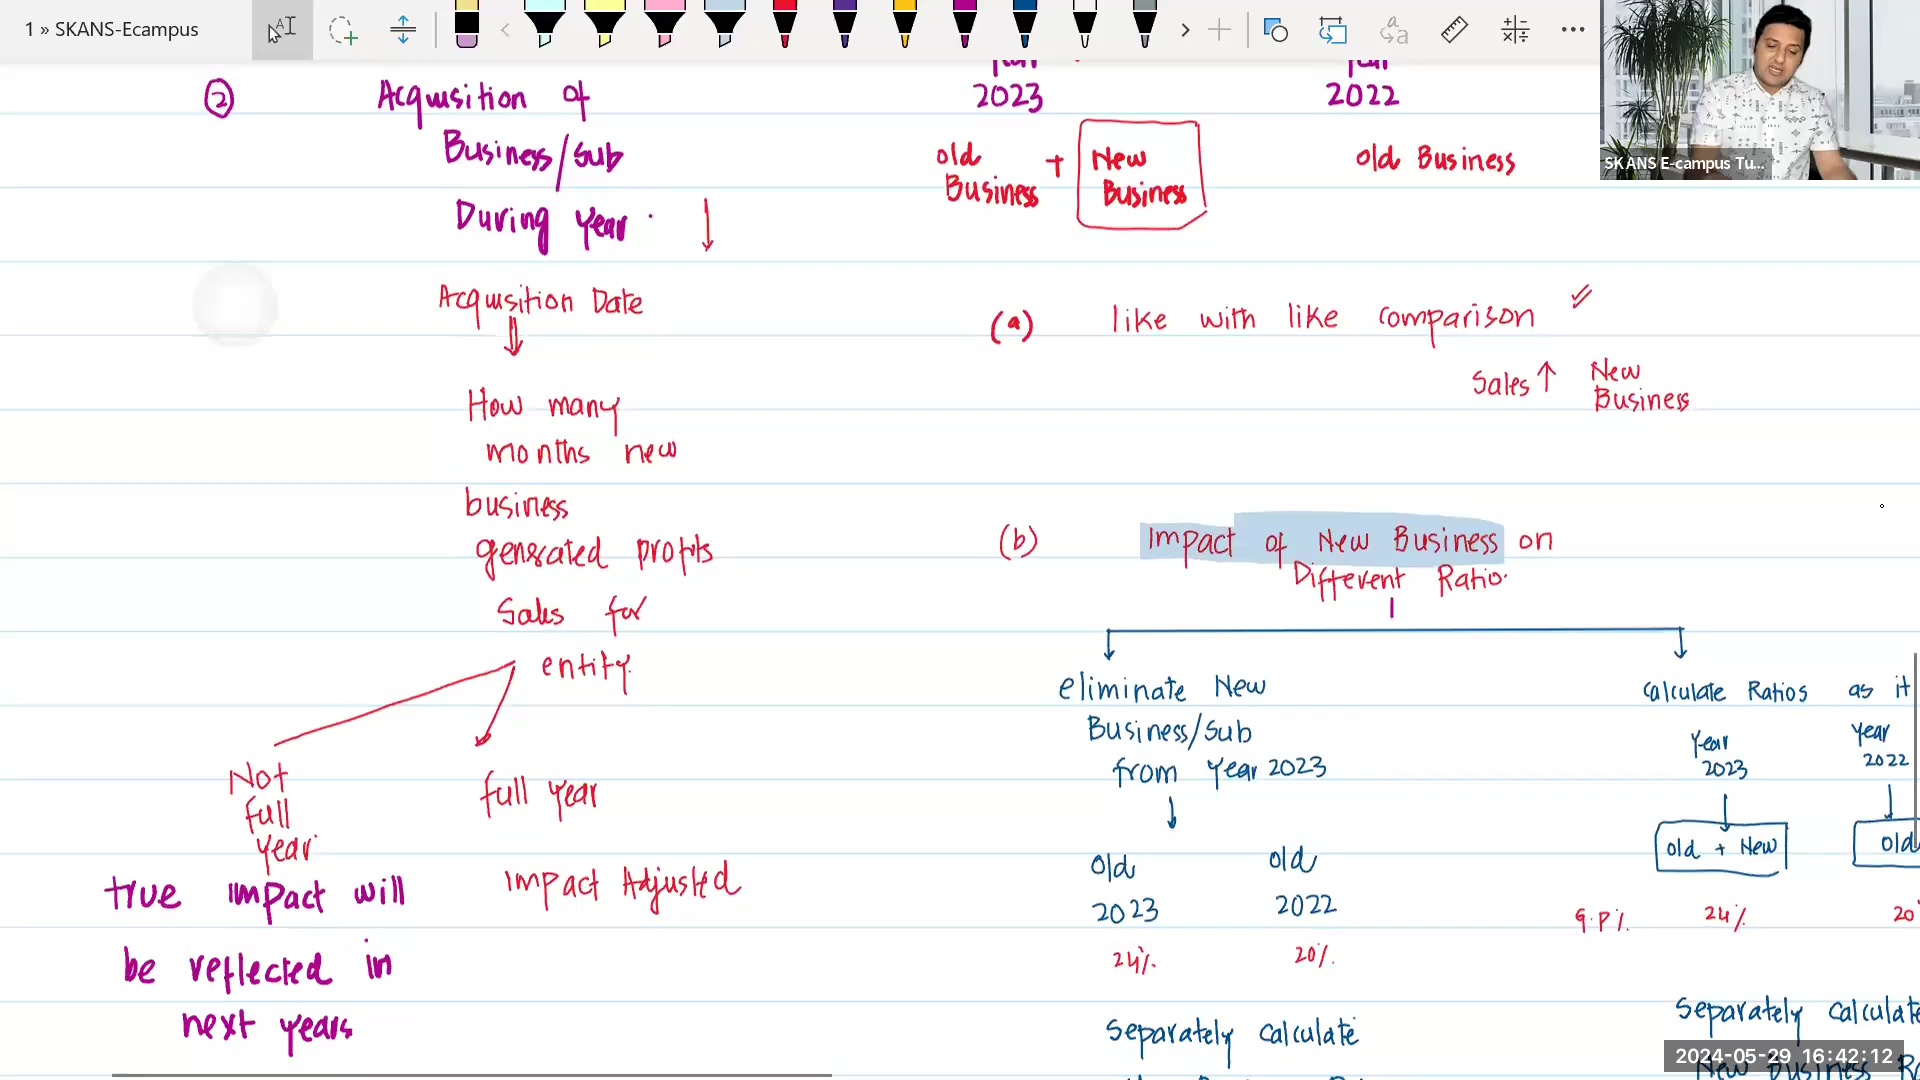 1 » SKANS-Ecampus
SKANS E-campus Tu...
②
Acquisition of
Business/Sub
During Year
Acquisition Date
How many
months new
business
generated profits
Sales for
entity.
Not
full
year
full year
Impact Adjusted
true impact will
be reflected in
next years
2023
2022
old
Business
+
New
Business
old Business
(a)
like with like comparison
Sales ↑
New
Business
(b)
Impact of New Business on
Different Ratio.
eliminate New
Business/Sub
from Year 2023
old
2023
24%.
old
2022
20%.
Calculate Ratios as it
Year
2023
Year
2022
old + New
old
G.P%.
24%
20
Separately calculate
Separately calculate
New Business
2024-05-29 16:42:12